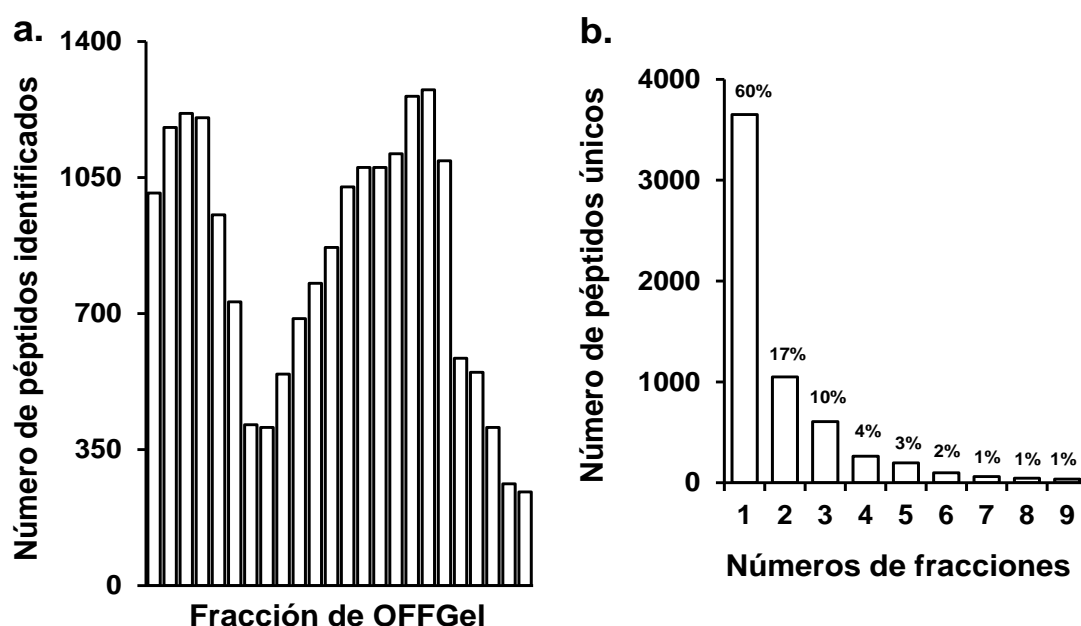 a.
Número de péptidos identificados
1400
1050
700
350
0
Fracción de OFFGel
b.
Número de péptidos únicos
4000
3000
2000
1000
0
60%
17%
10%
4%
3%
2%
1%
1%
1%
1 2 3 4 5 6 7 8 9
Números de fracciones